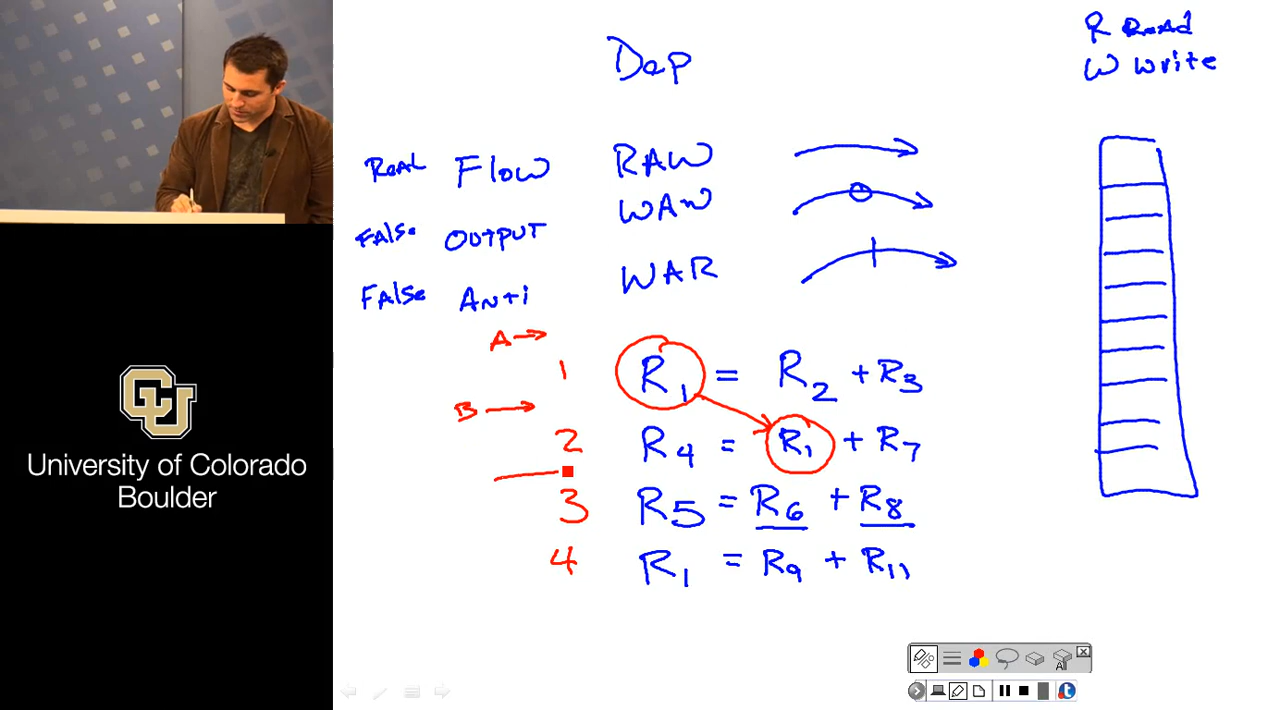 R Read
W Write
Dep
Real Flow RAW
False OUTPUT WAW
False Anti WAR
A
1 R1 = R2 + R3
B
2 R4 = R1 + R7
3 R5 = R6 + R8
4 R1 = R9 + R11
CU
University of Colorado
Boulder